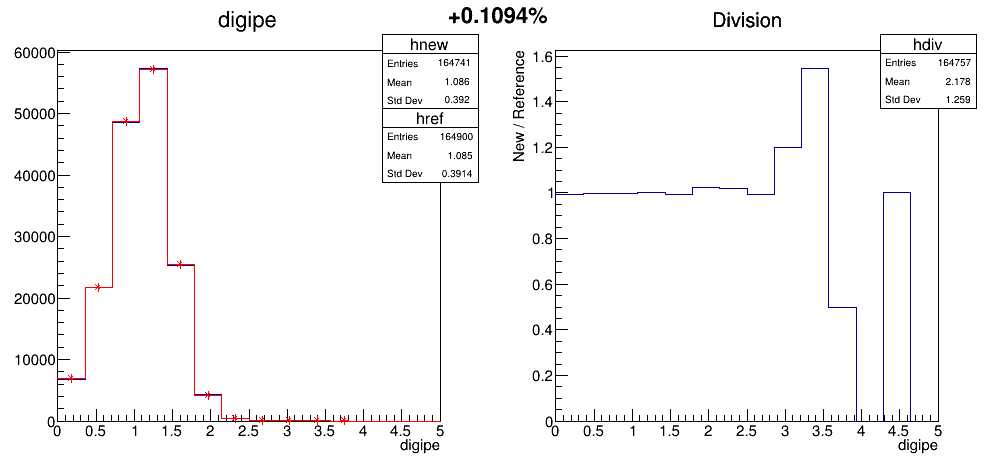 +0.1094%
digipe
hnew
Entries 164741
Mean 1.086
Std Dev 0.392
href
Entries 164900
Mean 1.085
Std Dev 0.3914
60000
50000
40000
30000
20000
10000
0
0 0.5 1 1.5 2 2.5 3 3.5 4 4.5 5
digipe
Division
hdiv
Entries 164757
Mean 2.178
Std Dev 1.259
New / Reference
1.6
1.4
1.2
1
0.8
0.6
0.4
0.2
0
0 0.5 1 1.5 2 2.5 3 3.5 4 4.5 5
digipe